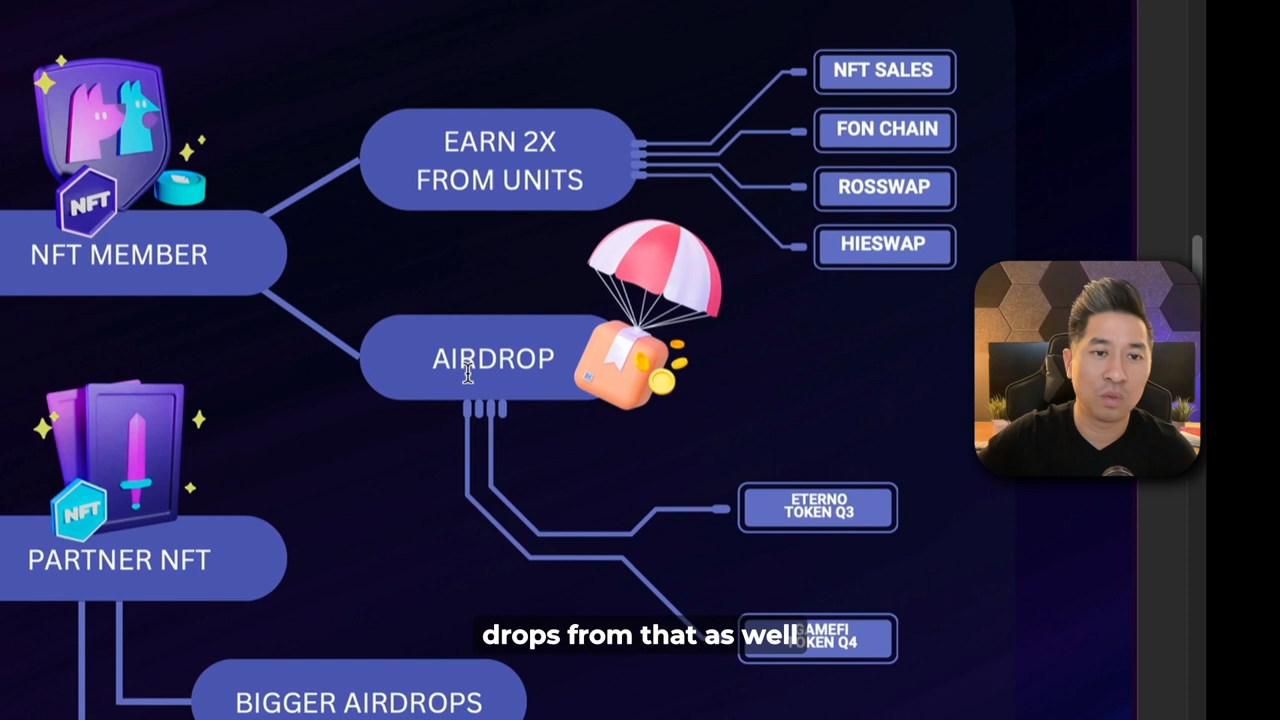 NFT SALES
EARN 2X
FROM UNITS
FON CHAIN
ROSSWAP
NFT
NFT MEMBER
HIESWAP
AIRDROP
ETERNO
TOKEN Q3
NFT
PARTNER NFT
GAMEFI
TOKEN Q4
drops from that as well
BIGGER AIRDROPS